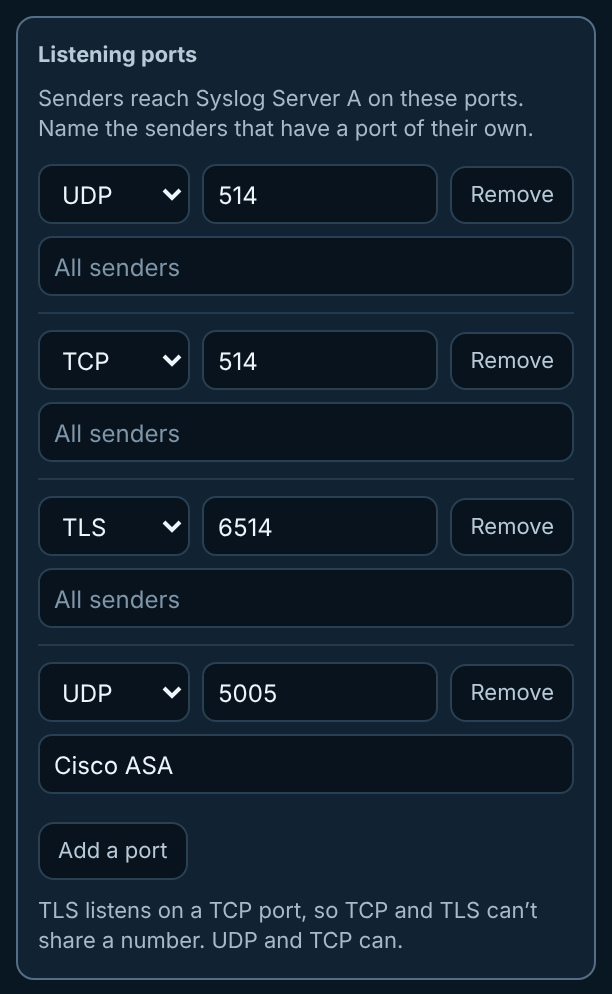 Listening ports
Senders reach Syslog Server A on these ports.
Name the senders that have a port of their own.
UDP 514 Remove
All senders
TCP 514 Remove
All senders
TLS 6514 Remove
All senders
UDP 5005 Remove
Cisco ASA
Add a port
TLS listens on a TCP port, so TCP and TLS can’t
share a number. UDP and TCP can.